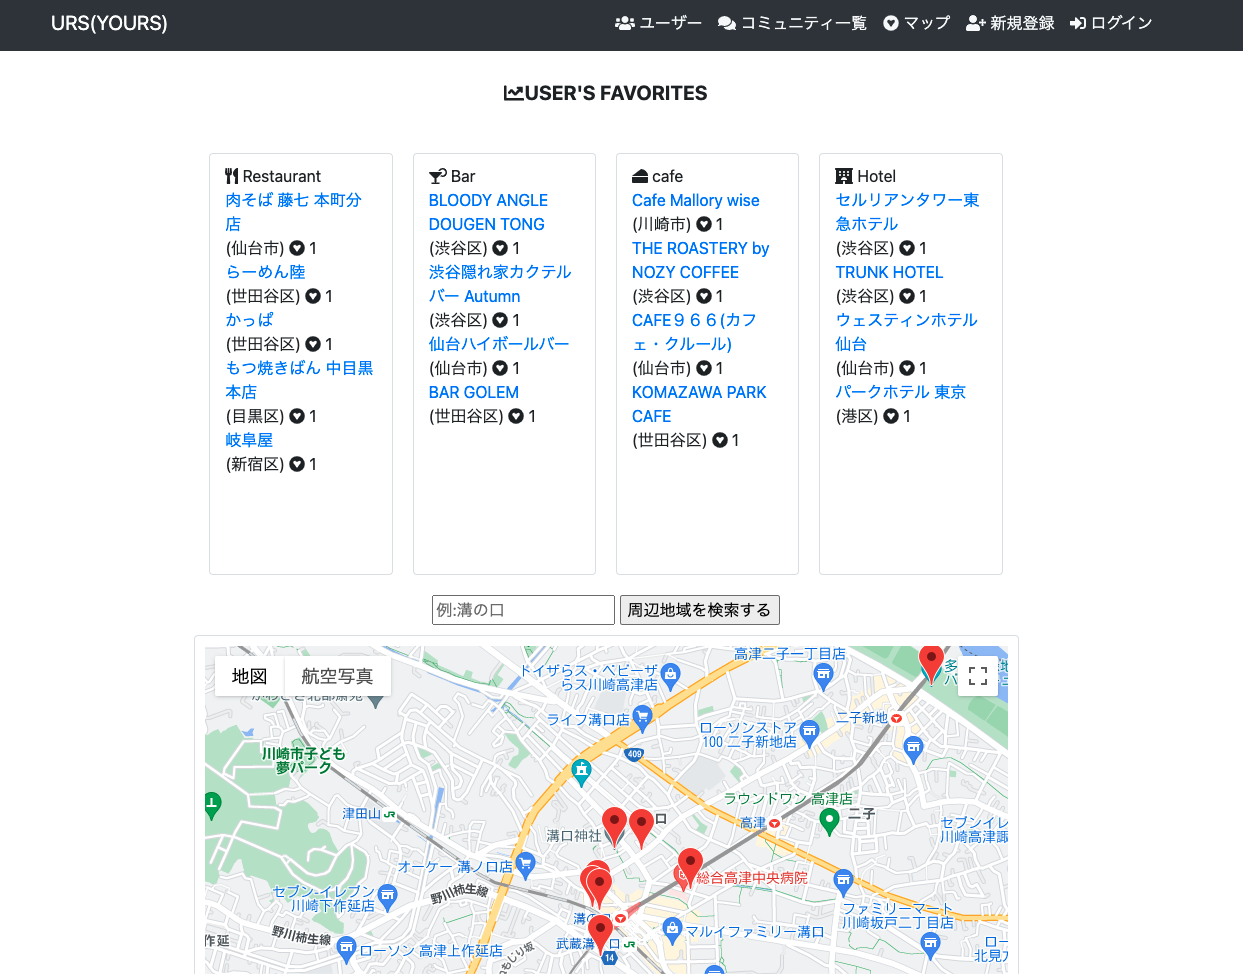 URS(YOURS)
ユーザー コミュニティ一覧 マップ 新規登録 ログイン
USER'S FAVORITES
Restaurant
肉そば 藤七 本町分
店
(仙台市) 1
らーめん陸
(世田谷区) 1
かっぱ
(世田谷区) 1
もつ焼きばん 中目黒
本店
(目黒区) 1
岐阜屋
(新宿区) 1
Bar
BLOODY ANGLE
DOUGEN TONG
(渋谷区) 1
渋谷隠れ家カクテル
バー Autumn
(渋谷区) 1
仙台ハイボールバー
(仙台市) 1
BAR GOLEM
(世田谷区) 1
cafe
Cafe Mallory wise
(川崎市) 1
THE ROASTERY by
NOZY COFFEE
(渋谷区) 1
CAFE９６６(カフ
ェ・クルール)
(仙台市) 1
KOMAZAWA PARK
CAFE
(世田谷区) 1
Hotel
セルリアンタワー東
急ホテル
(渋谷区) 1
TRUNK HOTEL
(渋谷区) 1
ウェスティンホテル
仙台
(仙台市) 1
パークホテル 東京
(港区) 1
例:溝の口
周辺地域を検索する
地図
航空写真
高津二子一丁目店
ドイザらス・ベビーザ
らス川崎高津店
ライフ溝口店
ローソンストア
100 二子新地店
二子新地
409
川崎市子ども
夢パーク
津田山 JR
ラウンドワン 高津店
高津
二子
セブンイレ
川崎高津諏
溝口神社
口
オーケー 溝ノ口店
総合高津中央病院
セブン-イレブン
川崎下作延店
野川柿生線
ファミリーマート
川崎坂戸二丁目店
マルイファミリー溝口
野川柿生線
作延
ローソン 高津上作延店
武蔵溝 口 JR
14
ロー
北見方